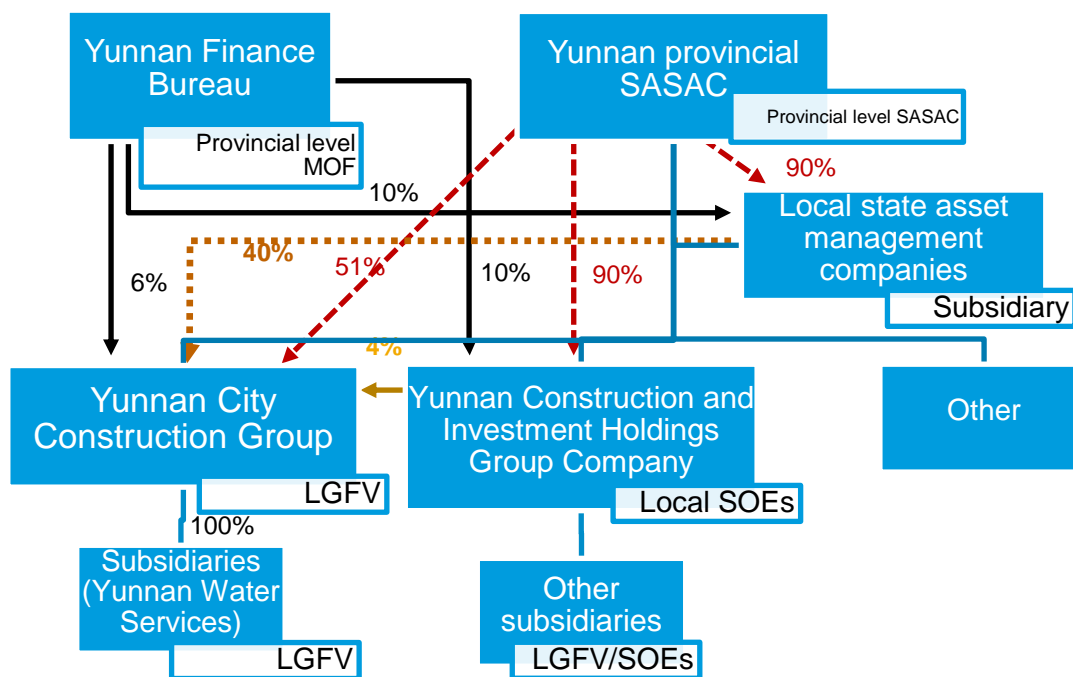 Yunnan Finance
Bureau
Provincial level
MOF
Yunnan provincial
SASAC
Provincial level SASAC
90%
10%
Local state asset
management
companies
Subsidiary
40%
51%
6%
10%
90%
4%
Yunnan City
Construction Group
LGFV
Yunnan Construction and
Investment Holdings
Group Company
Local SOEs
Other
100%
Subsidiaries
(Yunnan Water
Services)
LGFV
Other
subsidiaries
LGFV/SOEs